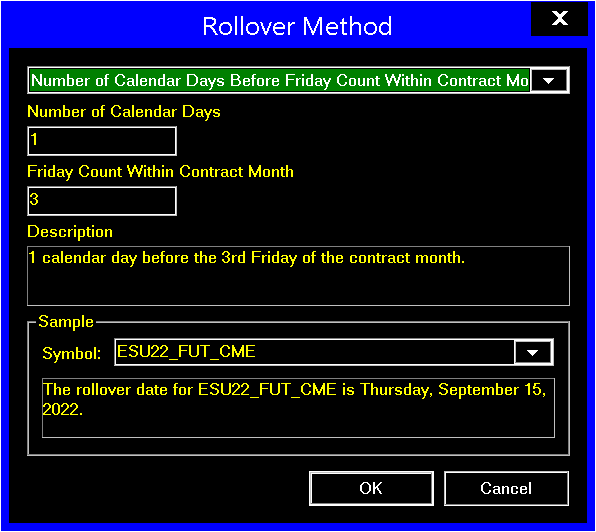 Rollover Method
X
Number of Calendar Days Before Friday Count Within Contract Mo
Number of Calendar Days
1
Friday Count Within Contract Month
3
Description
1 calendar day before the 3rd Friday of the contract month.
Sample
Symbol: ESU22_FUT_CME
The rollover date for ESU22_FUT_CME is Thursday, September 15,
2022.
OK Cancel